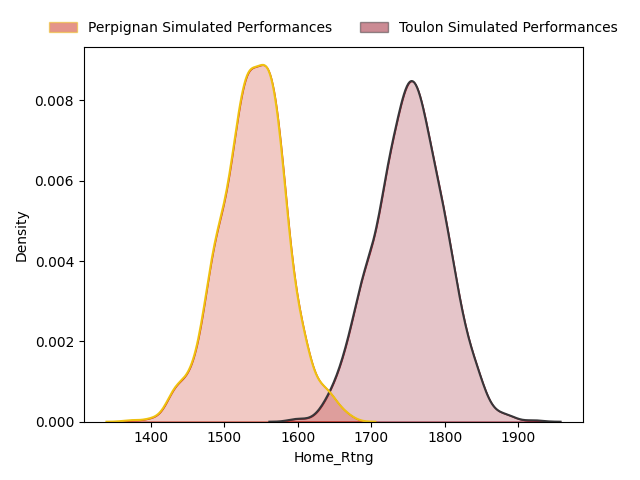 Perpignan Simulated Performances Toulon Simulated Performances
0.008
0.006
0.004
0.002
0.000
Density
1400 1500 1600 1700 1800 1900
Home_Rtng